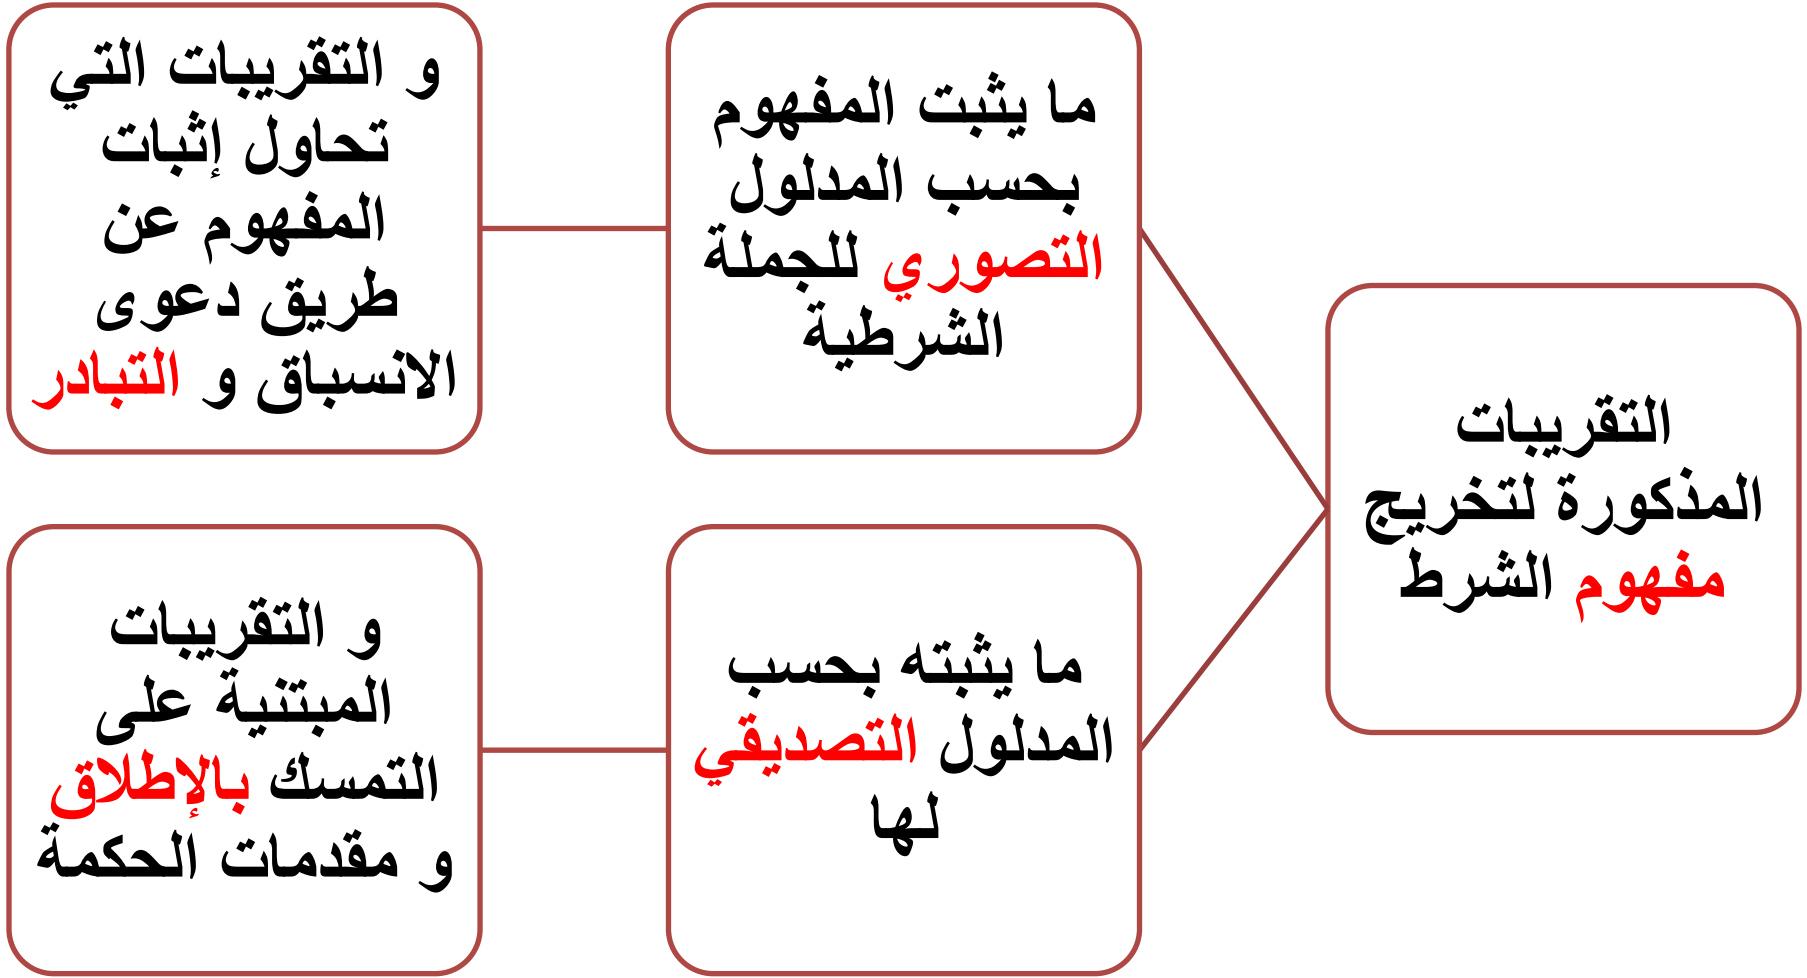 التقريبات
المذكورة لتخريج
مفهوم الشرط
ما يثبت المفهوم
بحسب المدلول
التصوري للجملة
الشرطية
و التقريبات التي
تحاول إثبات
المفهوم عن
طريق دعوى
الانسباق و التبادر
ما يثبته بحسب
المدلول التصديقي
لها
و التقريبات
المبتنية على
التمسك بالإطلاق
و مقدمات الحكمة